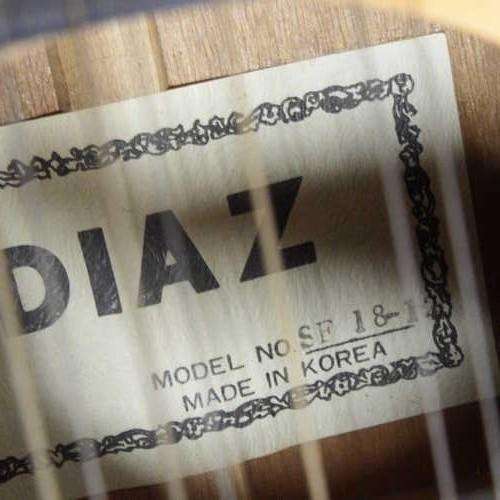 DIAZ
MODEL NO. SF 18-1
MADE IN KOREA